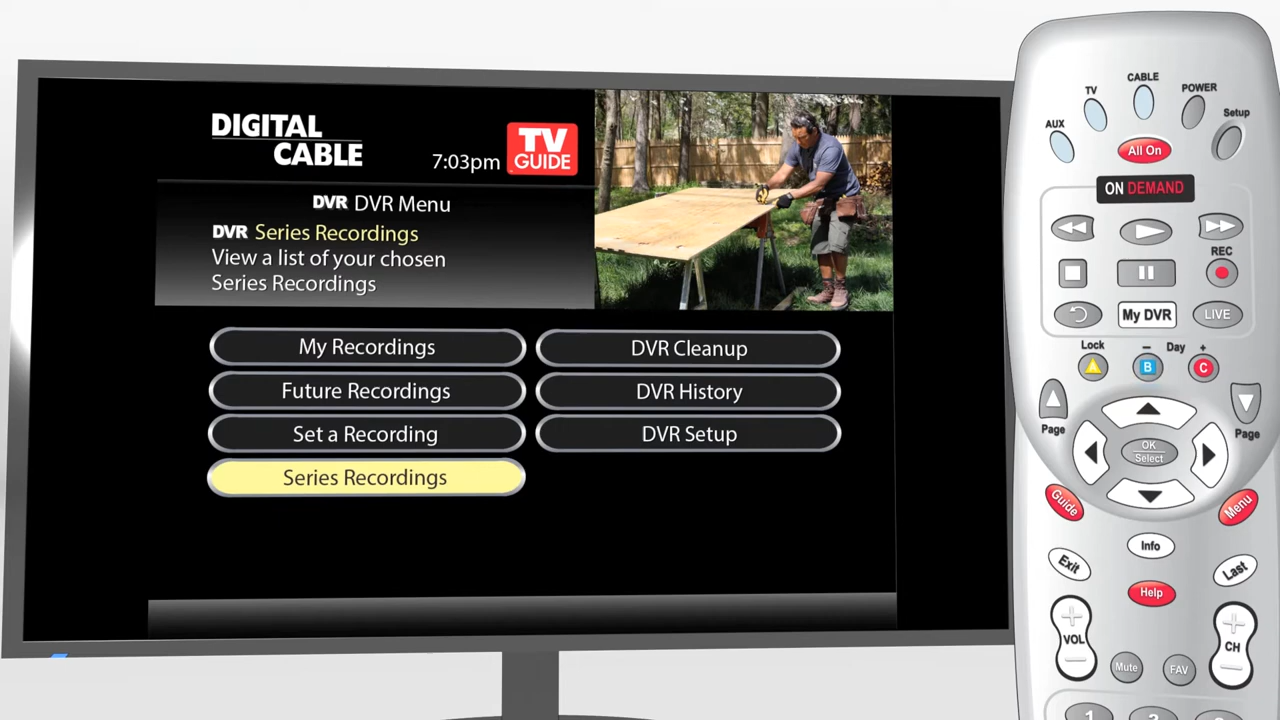 DIGITAL
CABLE
7:03pm
TV
GUIDE
DVR DVR Menu
DVR Series Recordings
View a list of your chosen
Series Recordings
My Recordings
Future Recordings
Set a Recording
Series Recordings
DVR Cleanup
DVR History
DVR Setup
AUX
TV
CABLE
POWER
Setup
All On
ON DEMAND
REC
My DVR
LIVE
Lock
- Day +
A
B
C
Page
Page
OK
Select
Guide
Menu
Info
Exit
Last
Help
+
VOL
-
+
CH
-
Mute
FAV